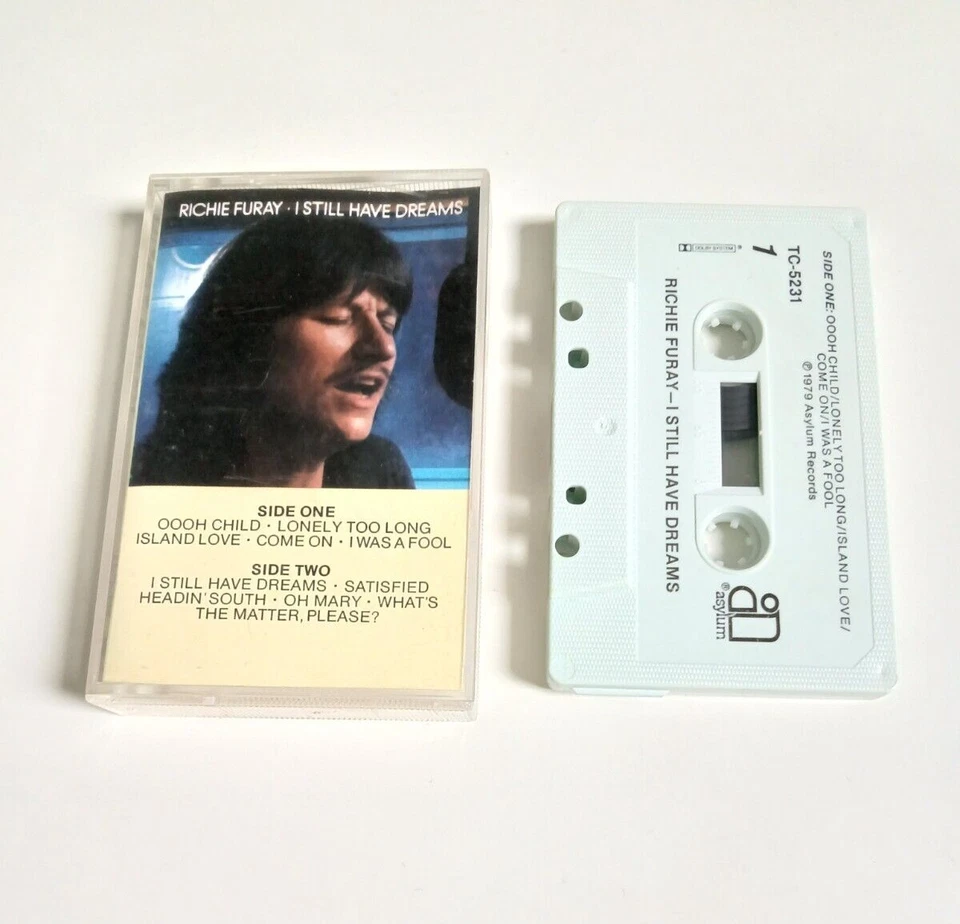 RICHIE FURAY · I STILL HAVE DREAMS
SIDE ONE
OOOH CHILD · LONELY TOO LONG
ISLAND LOVE · COME ON · I WAS A FOOL
SIDE TWO
I STILL HAVE DREAMS · SATISFIED
HEADIN' SOUTH · OH MARY · WHAT'S
THE MATTER, PLEASE?
SIDE ONE: OOOH CHILD/LONELY TOO LONG/ISLAND LOVE/
COME ON/I WAS A FOOL
℗ 1979 Asylum Records
TC-5231
1
DOLBY SYSTEM ®
RICHIE FURAY—I STILL HAVE DREAMS
® asylum